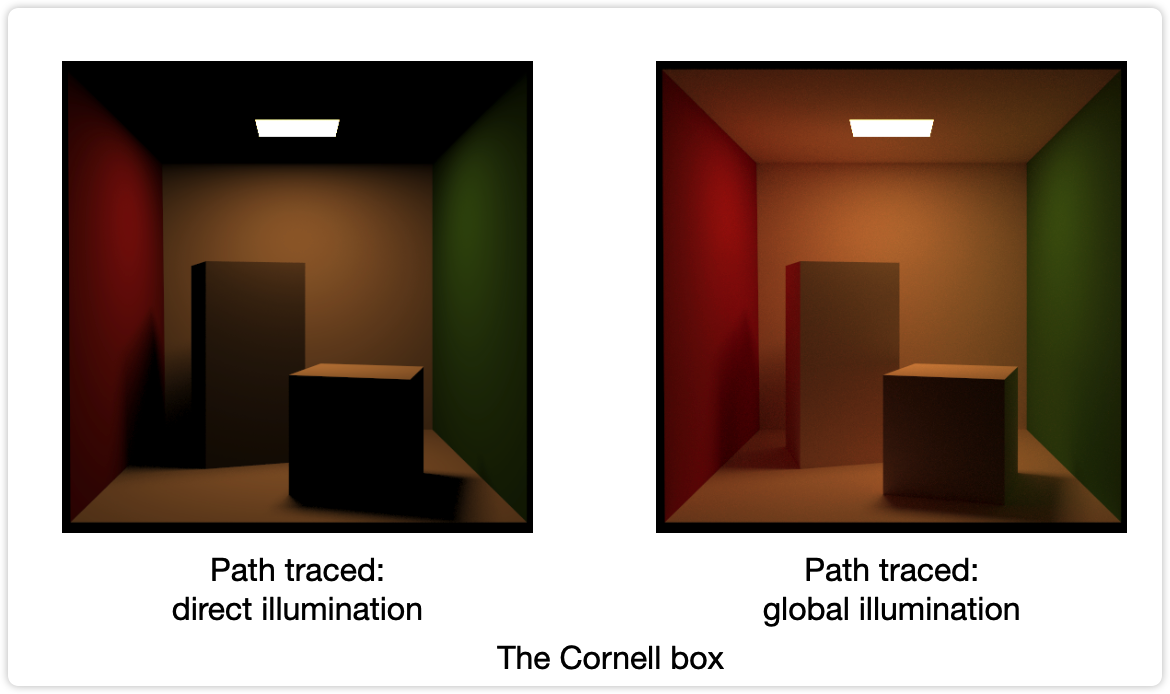 Path traced:
direct illumination
Path traced:
global illumination
The Cornell box